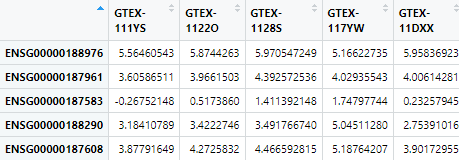 GTEX-111YS GTEX-1122O GTEX-1128S GTEX-117YW GTEX-11DXX
ENSG00000188976 5.56460543 5.8744263 5.970547249 5.16622735 5.95836923
ENSG00000187961 3.60586511 3.9661503 4.392572536 4.02935543 4.00614281
ENSG00000187583 -0.26752148 0.5173860 1.411392148 1.74797744 0.23257945
ENSG00000188290 3.18410789 3.4222746 3.491766740 5.04511280 2.75391016
ENSG00000187608 3.87791649 4.2725832 4.466592815 5.18764207 3.90172955